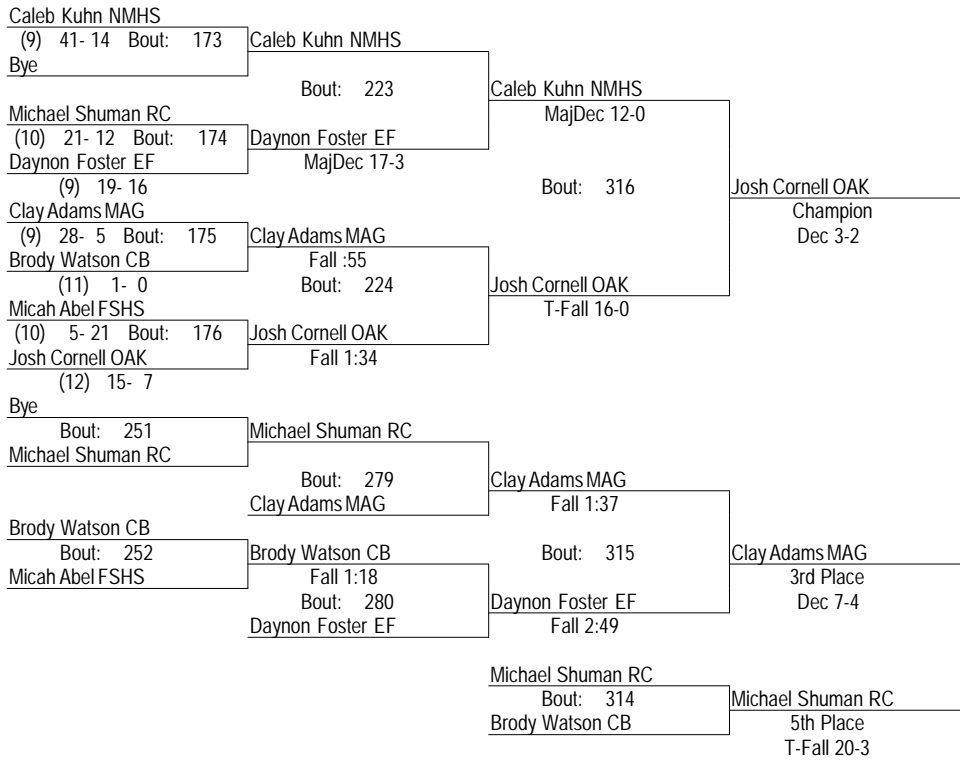 Caleb Kuhn NMHS
(9) 41- 14 Bout: 173 Caleb Kuhn NMHS
Bye
Bout: 223 Caleb Kuhn NMHS
Michael Shuman RC MajDec 12-0
(10) 21- 12 Bout: 174 Daynon Foster EF
Daynon Foster EF MajDec 17-3
(9) 19- 16 Bout: 316 Josh Cornell OAK
Clay Adams MAG Champion
(9) 28- 5 Bout: 175 Clay Adams MAG Dec 3-2
Brody Watson CB Fall :55
(11) 1- 0 Bout: 224 Josh Cornell OAK
Micah Abel FSHS T-Fall 16-0
(10) 5- 21 Bout: 176 Josh Cornell OAK
Josh Cornell OAK Fall 1:34
(12) 15- 7
Bye
Bout: 251 Michael Shuman RC
Michael Shuman RC
Bout: 279 Clay Adams MAG
Clay Adams MAG Fall 1:37
Brody Watson CB
Bout: 252 Brody Watson CB Bout: 315 Clay Adams MAG
Micah Abel FSHS Fall 1:18 3rd Place
Bout: 280 Daynon Foster EF Dec 7-4
Daynon Foster EF Fall 2:49
Michael Shuman RC
Bout: 314 Michael Shuman RC
Brody Watson CB 5th Place
T-Fall 20-3